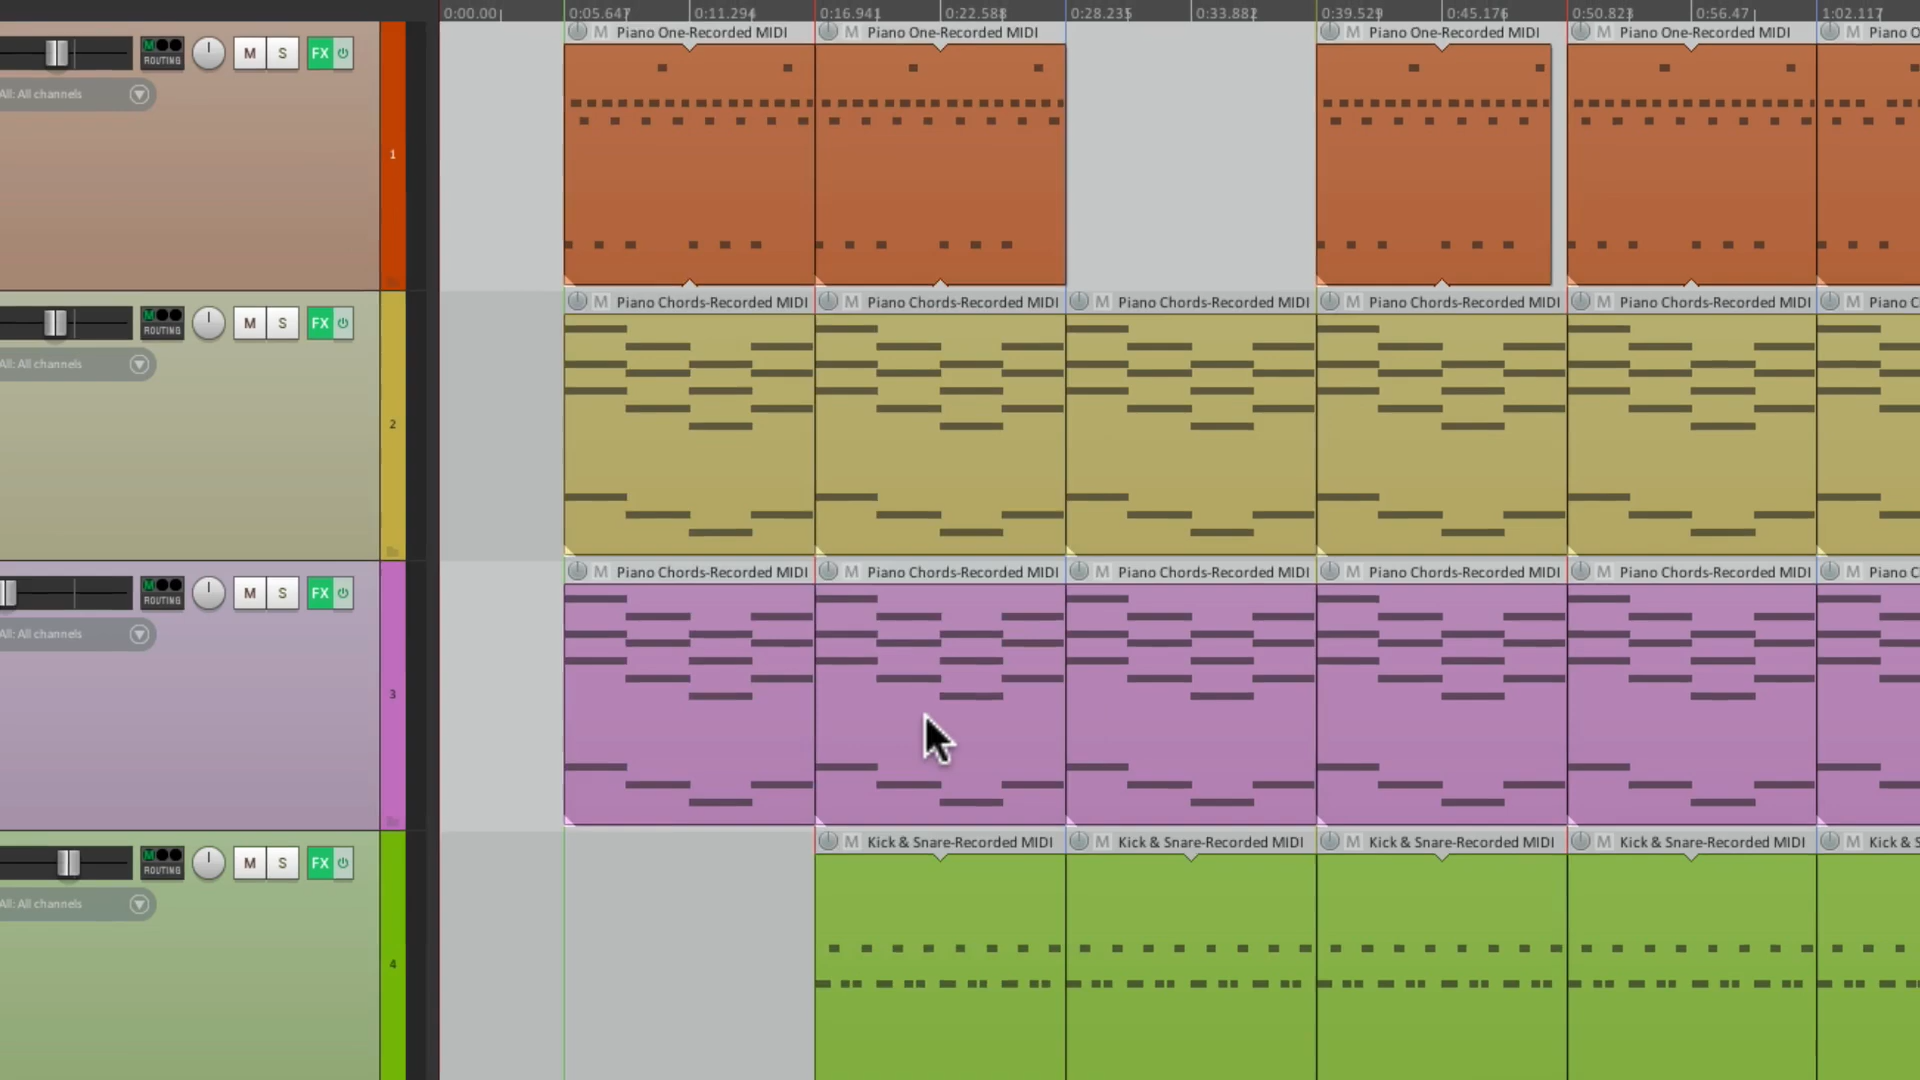 0:00.00 0:05.647 0:11.294 0:16.941 0:22.588 0:28.235 0:33.882 0:39.529 0:45.176 0:50.823 0:56.47 1:02.117
M Piano One-Recorded MIDI M Piano One-Recorded MIDI M Piano One-Recorded MIDI M Piano One-Recorded MIDI M Piano O
M ROUTING M S FX
All: All channels
1
M Piano Chords-Recorded MIDI M Piano Chords-Recorded MIDI M Piano Chords-Recorded MIDI M Piano Chords-Recorded MIDI M Piano Chords-Recorded MIDI M Piano C
M ROUTING M S FX
All: All channels
2
M Piano Chords-Recorded MIDI M Piano Chords-Recorded MIDI M Piano Chords-Recorded MIDI M Piano Chords-Recorded MIDI M Piano Chords-Recorded MIDI M Piano C
M ROUTING M S FX
All: All channels
3
M Kick & Snare-Recorded MIDI M Kick & Snare-Recorded MIDI M Kick & Snare-Recorded MIDI M Kick & Snare-Recorded MIDI M Kick & S
M ROUTING M S FX
All: All channels
4